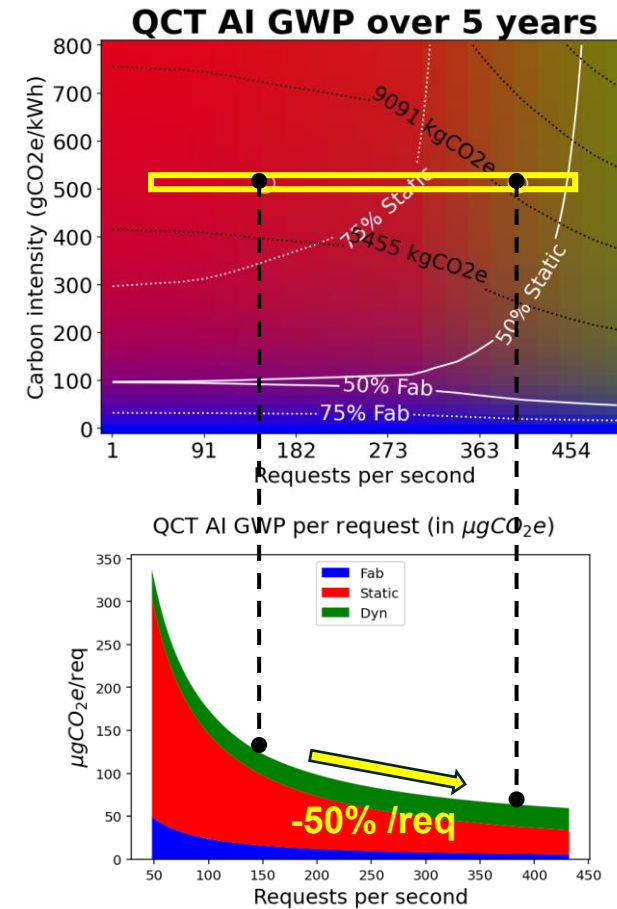 QCT AI GWP over 5 years
Carbon intensity (gCO2e/kWh)
800
700
600
500
400
300
200
100
0
9091 kgCO2e
75% Static
5455 kgCO2e
50% Static
50% Fab
75% Fab
1 91 182 273 363 454
Requests per second
QCT AI GWP per request (in μgCO₂e)
μgCO₂e/req
350
300
250
200
150
100
50
0
Fab
Static
Dyn
-50% /req
50 100 150 200 250 300 350 400 450
Requests per second